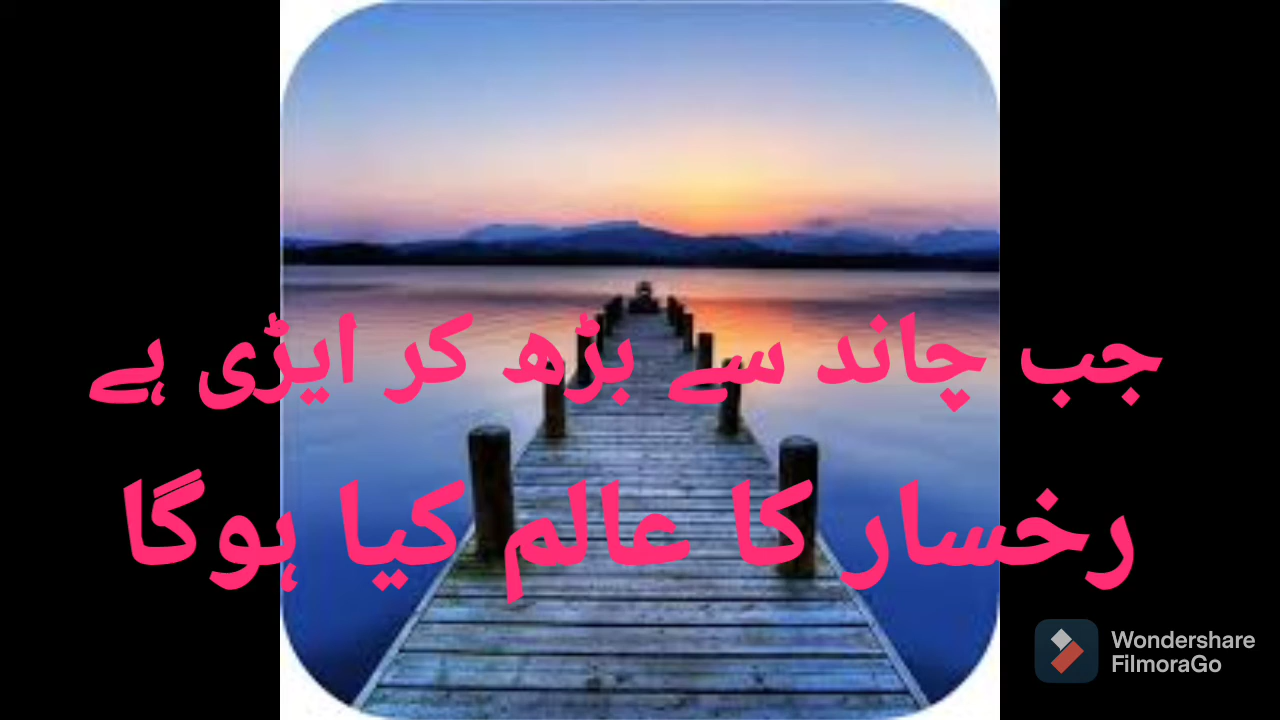 جب چاند سے بڑھ کر ایڑی ہے
رخسار کا عالم کیا ہوگا
Wondershare
FilmoraGo